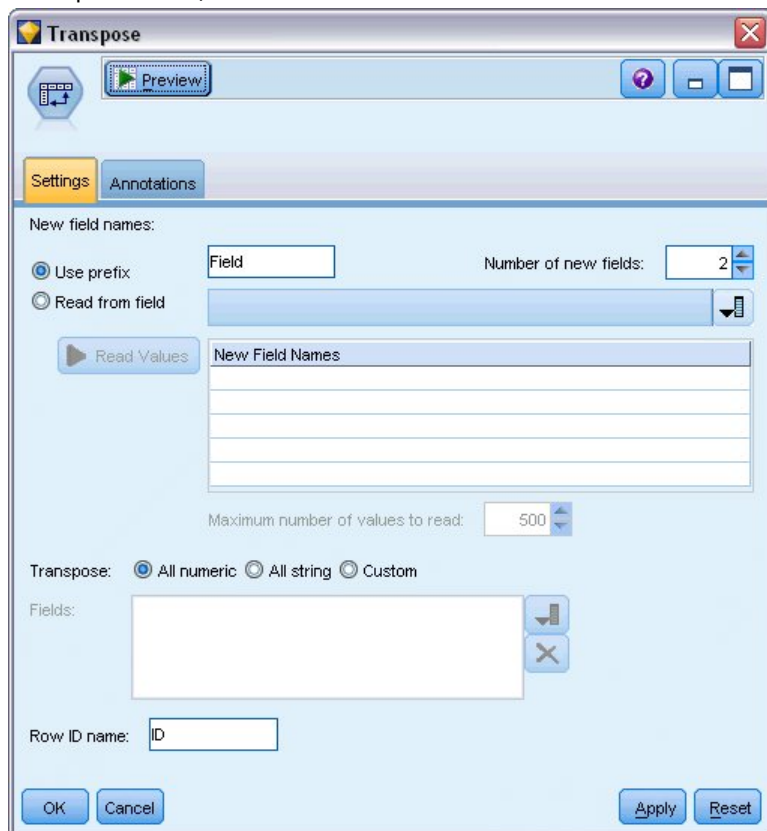 Transpose
Preview
Settings Annotations
New field names:
Use prefix Field Number of new fields: 2
Read from field
Read Values New Field Names
Maximum number of values to read: 500
Transpose: All numeric All string Custom
Fields:
Row ID name: ID
OK Cancel Apply Reset